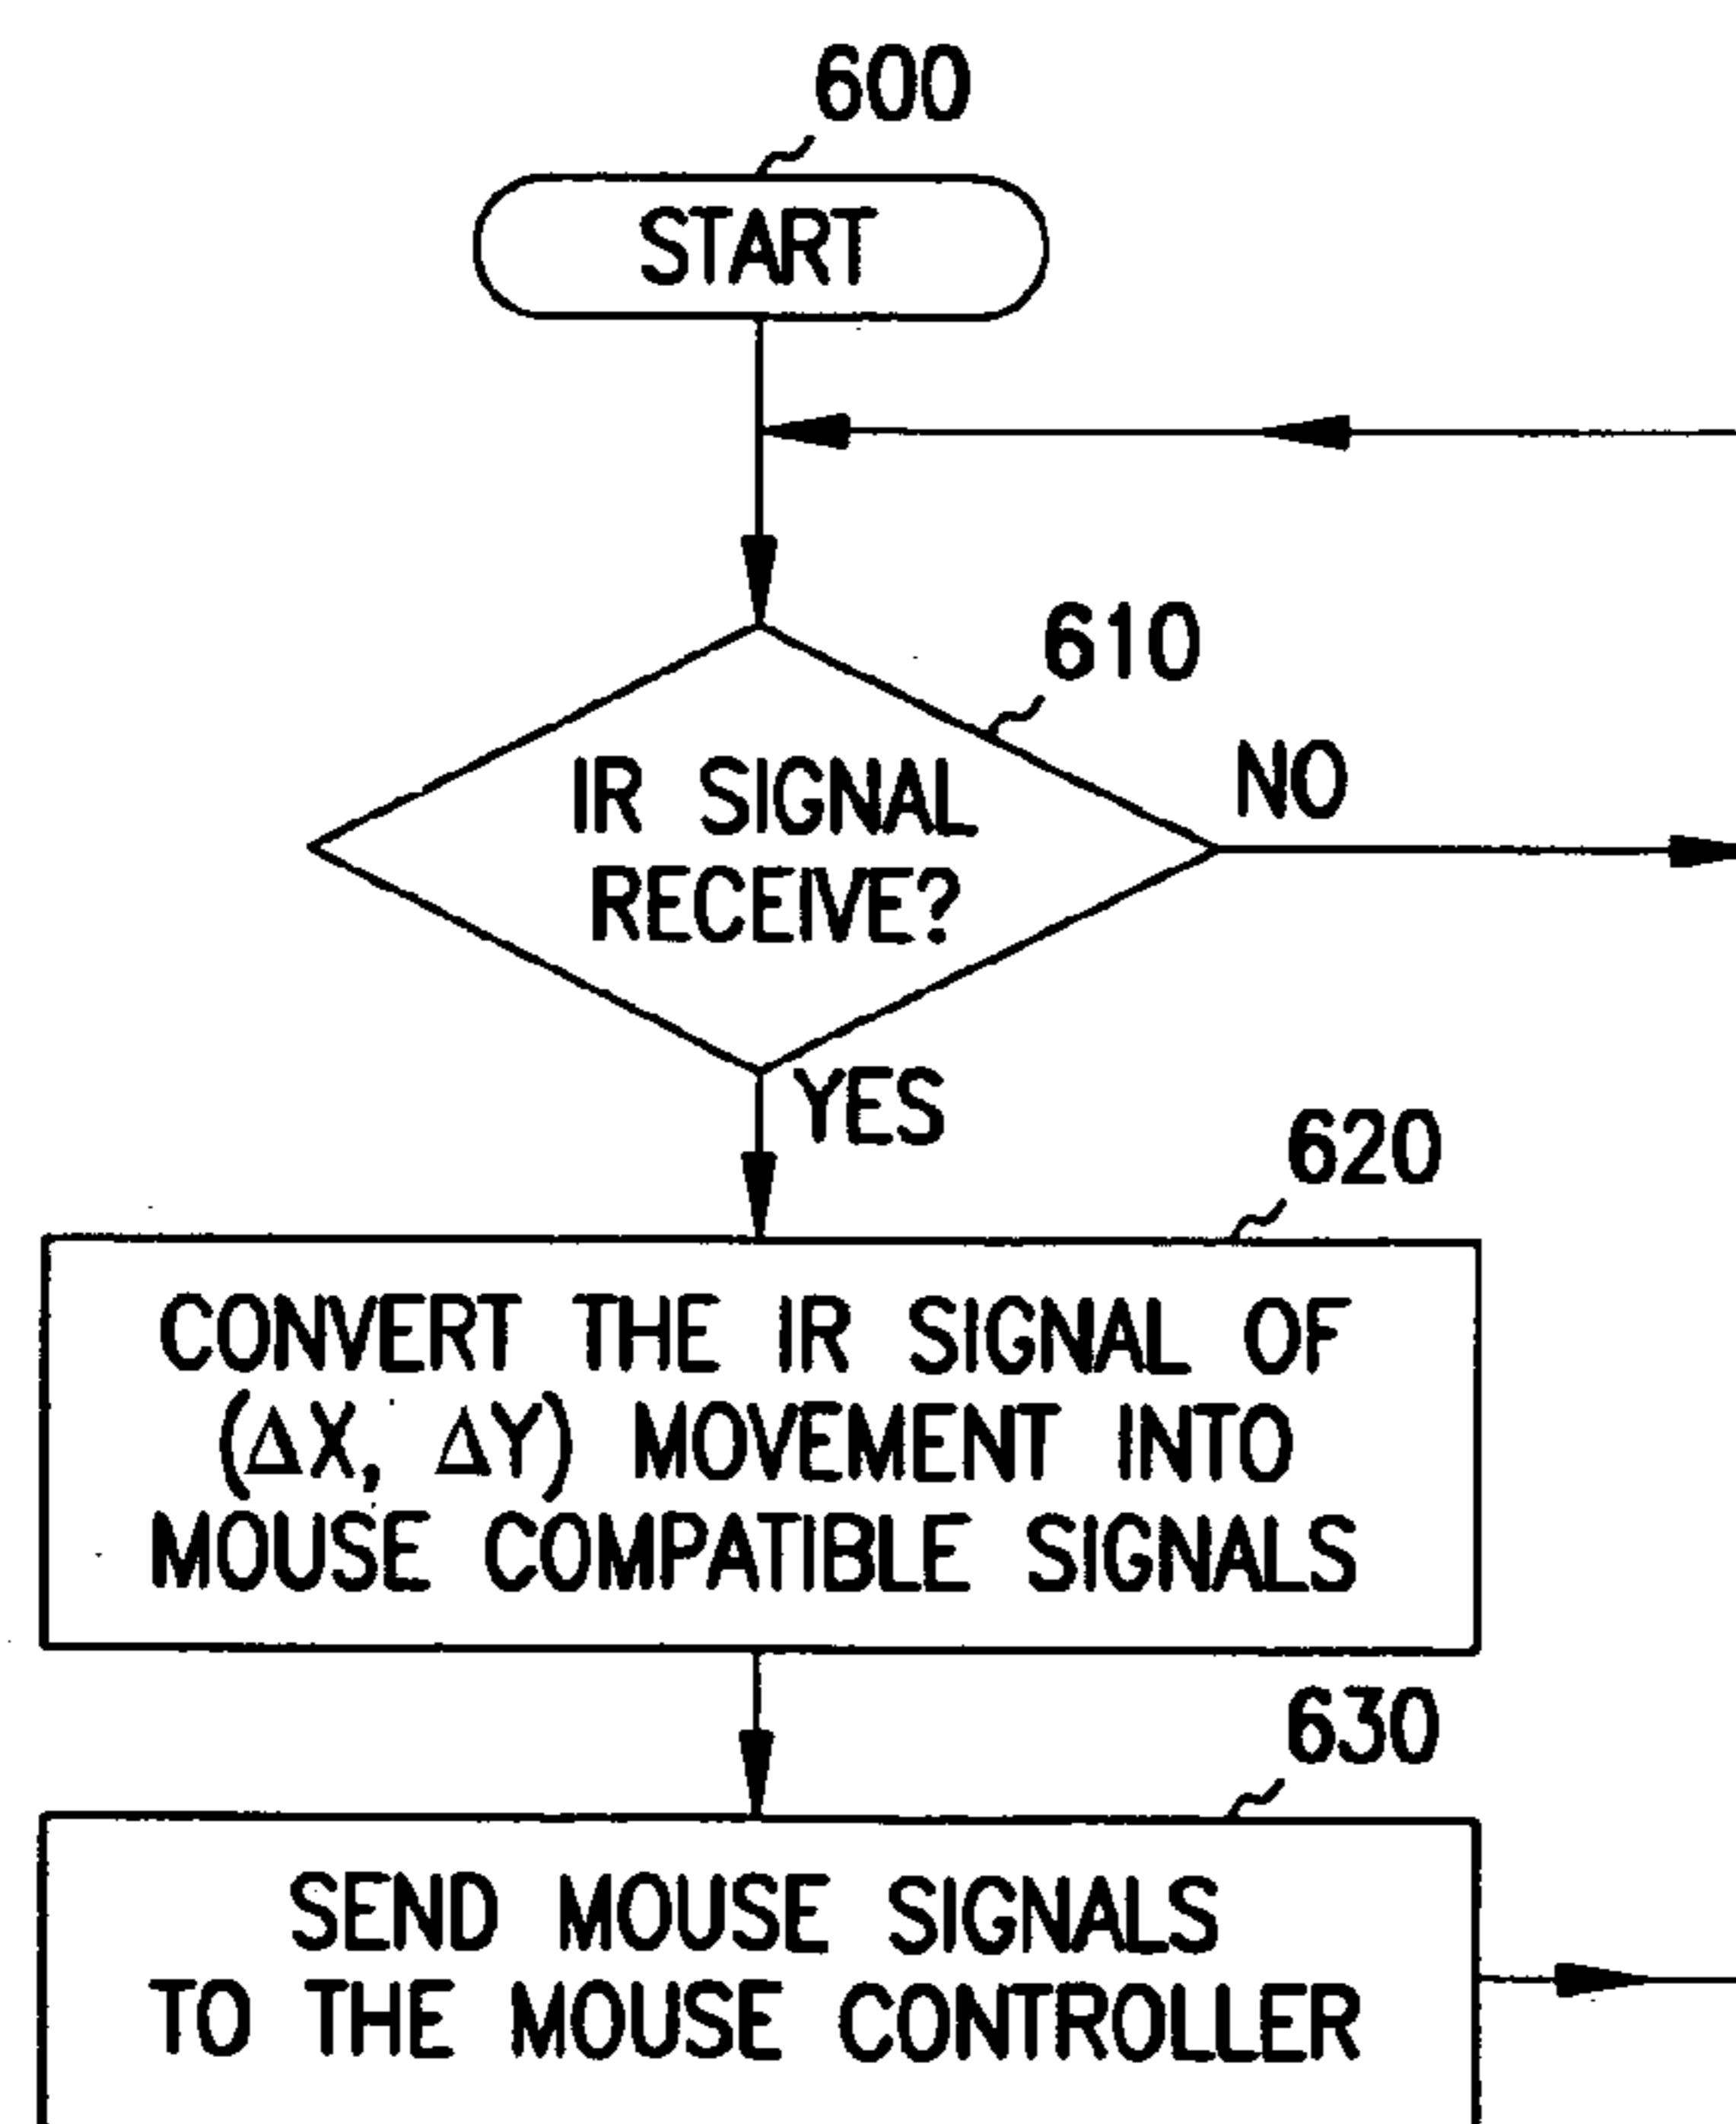 600
START
610
IR SIGNAL
RECEIVE?
NO
YES
620
CONVERT THE IR SIGNAL OF
(ΔX, ΔY) MOVEMENT INTO
MOUSE COMPATIBLE SIGNALS
630
SEND MOUSE SIGNALS
TO THE MOUSE CONTROLLER